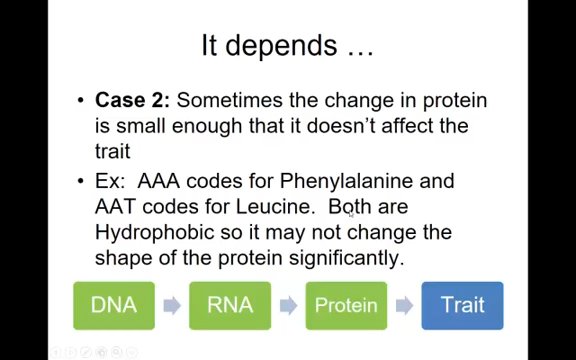 It depends …
• Case 2: Sometimes the change in protein
is small enough that it doesn't affect the
trait
• Ex:  AAA codes for Phenylalanine and
AAT codes for Leucine.  Both are
Hydrophobic so it may not change the
shape of the protein significantly.
DNA RNA Protein Trait